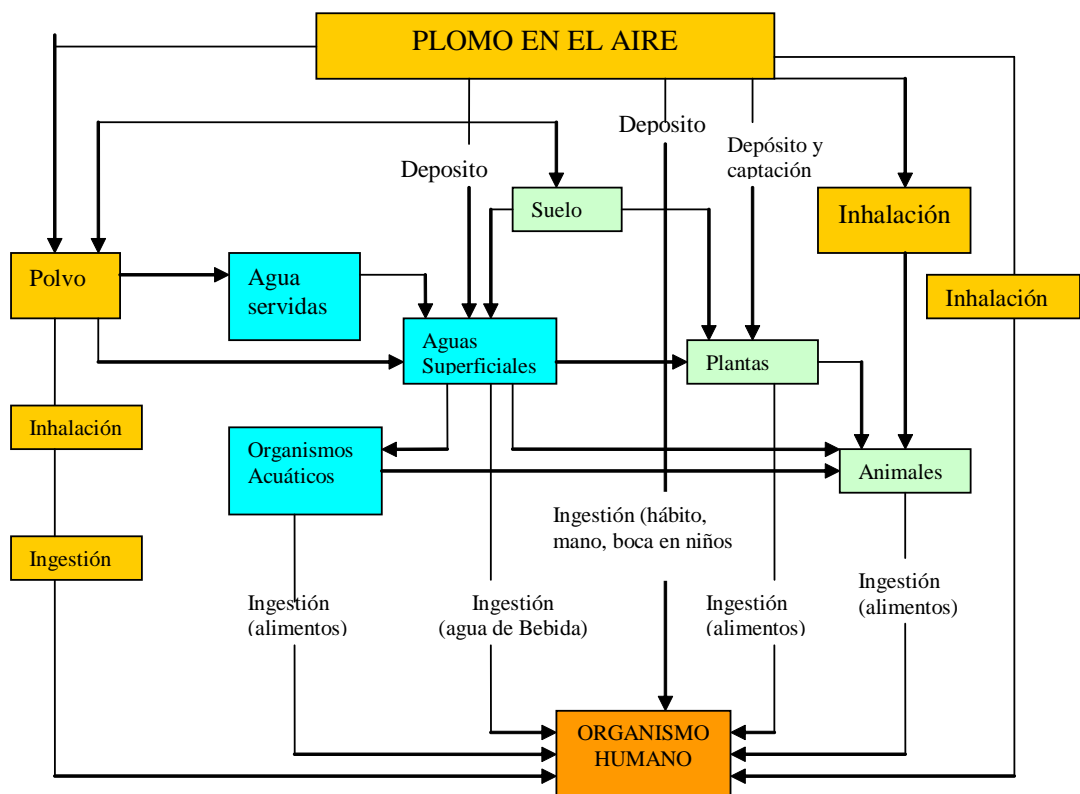 PLOMO EN EL AIRE
Deposito
Deposito
Depósito y
captación
Suelo
Inhalación
Polvo
Agua
servidas
Inhalación
Aguas
Superficiales
Plantas
Inhalación
Organismos
Acuáticos
Animales
Ingestión (hábito,
mano, boca en niños
Ingestión
Ingestión
(alimentos)
Ingestión
(agua de Bebida)
Ingestión
(alimentos)
Ingestión
(alimentos)
ORGANISMO
HUMANO